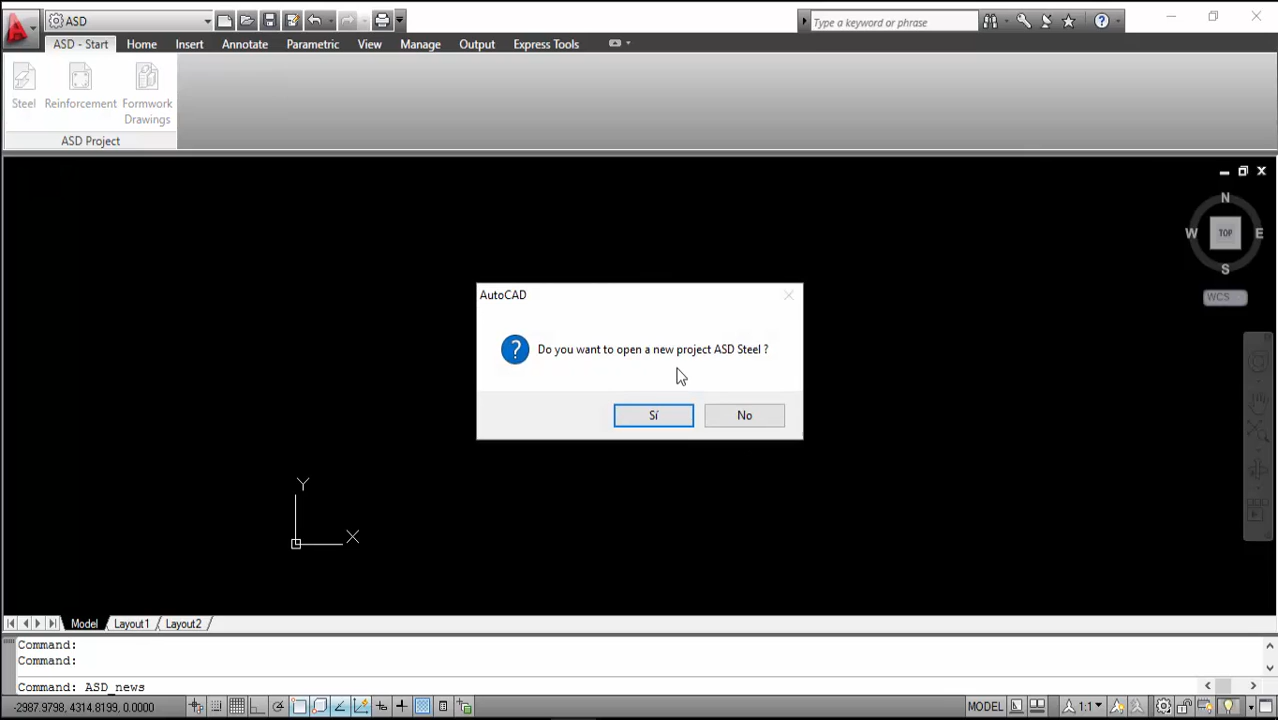 ASD
Type a keyword or phrase
ASD - Start Home Insert Annotate Parametric View Manage Output Express Tools
Steel Reinforcement Formwork
Drawings
ASD Project
N
W TOP E
S
WCS
AutoCAD
Do you want to open a new project ASD Steel ?
Sí No
Y
X
Model Layout1 Layout2
Command:
Command:
Command: ASD_news
-2987.9798, 4314.8199, 0.0000 MODEL 1:1